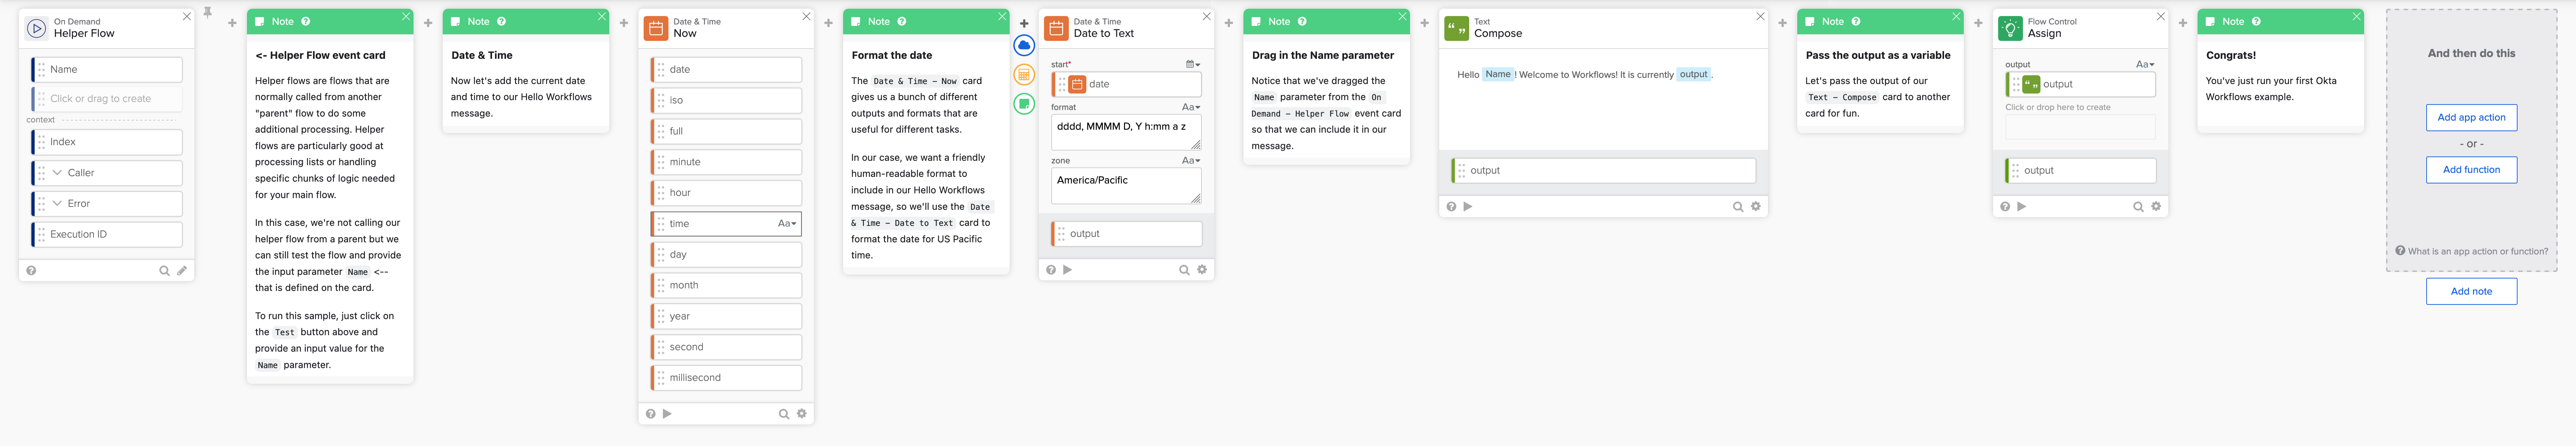 On Demand
Helper Flow
Name
Click or drag to create
context
Index
Caller
Error
Execution ID
Note
<- Helper Flow event card
Helper flows are flows that are
normally called from another
"parent" flow to do some
additional processing. Helper
flows are particularly good at
processing lists or handling
specific chunks of logic needed
for your main flow.
In this case, we're not calling our
helper flow from a parent but we
can still test the flow and provide
the input parameter Name <--
that is defined on the card.
To run this sample, just click on
the Test button above and
provide an input value for the
Name parameter.
Note
Date & Time
Now let's add the current date
and time to our Hello Workflows
message.
Date & Time
Now
date
iso
full
minute
hour
time Aa
day
month
year
second
millisecond
Note
Format the date
The Date & Time - Now card
gives us a bunch of different
outputs and formats that are
useful for different tasks.
In our case, we want a friendly
human-readable format to
include in our Hello Workflows
message, so we'll use the Date
& Time - Date to Text card to
format the date for US Pacific
time.
Date & Time
Date to Text
start*
date
format Aa
dddd, MMMM D, Y h:mm a z
zone Aa
America/Pacific
output
Note
Drag in the Name parameter
Notice that we've dragged the
Name parameter from the On
Demand - Helper Flow event card
so that we can include it in our
message.
Text
Compose
Hello Name ! Welcome to Workflows! It is currently output .
output
Note
Pass the output as a variable
Let's pass the output of our
Text - Compose card to another
card for fun.
Flow Control
Assign
output Aa
output
Click or drop here to create
output
Note
Congrats!
You've just run your first Okta
Workflows example.
And then do this
Add app action
- or -
Add function
What is an app action or function?
Add note